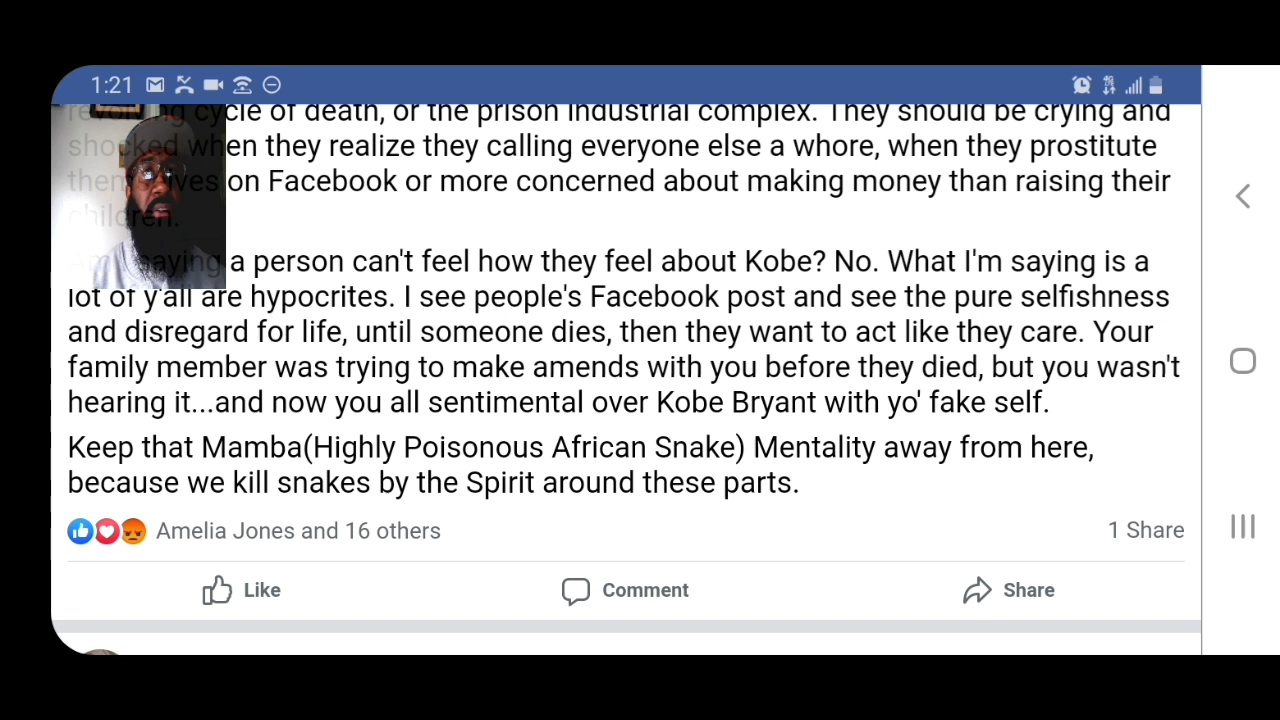 1:21
cycle of death, or the prison industrial complex. They should be crying and
shocked when they realize they calling everyone else a whore, when they prostitute
themselves on Facebook or more concerned about making money than raising their
children.
Am I saying a person can't feel how they feel about Kobe? No. What I'm saying is a
lot of y'all are hypocrites. I see people's Facebook post and see the pure selfishness
and disregard for life, until someone dies, then they want to act like they care. Your
family member was trying to make amends with you before they died, but you wasn't
hearing it...and now you all sentimental over Kobe Bryant with yo' fake self.
Keep that Mamba(Highly Poisonous African Snake) Mentality away from here,
because we kill snakes by the Spirit around these parts.
Amelia Jones and 16 others
1 Share
Like
Comment
Share